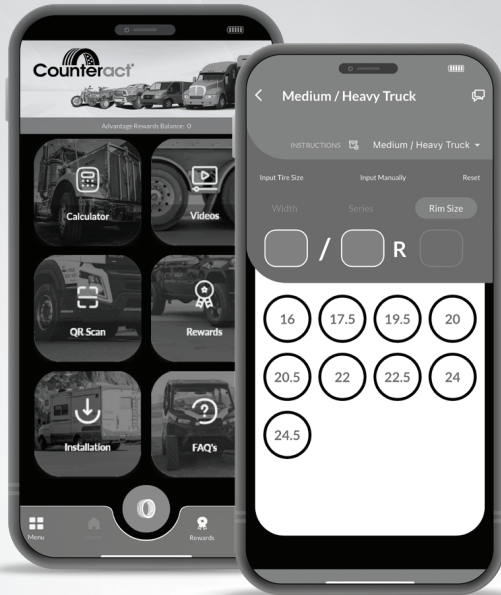 Counteract
Advantage Rewards Balance: 0
Calculator
Videos
QR Scan
Rewards
Installation
FAQ's
Menu
Home
Rewards
Medium / Heavy Truck
INSTRUCTIONS
Medium / Heavy Truck
Input Tire Size
Input Manually
Reset
Width
Series
Rim Size
/
R
16
17.5
19.5
20
20.5
22
22.5
24
24.5